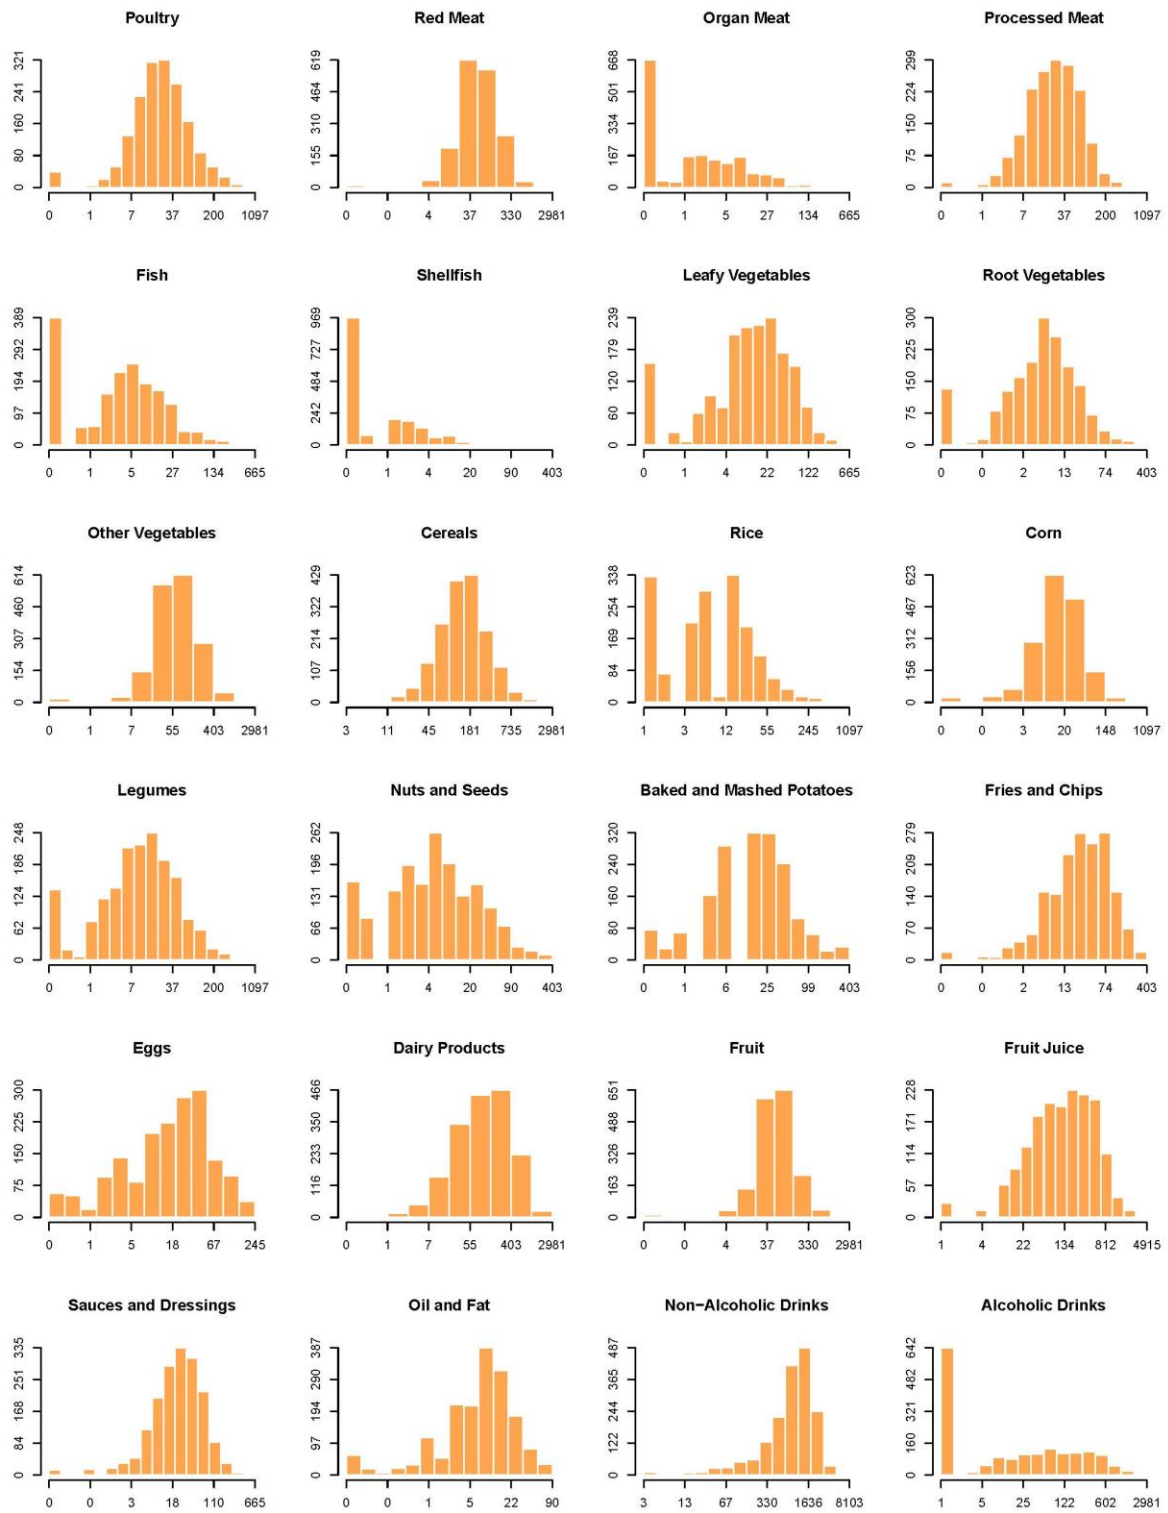 Poultry Red Meat Organ Meat Processed Meat
321 619 668 299
241 464 501 224
160 310 334 150
80 155 167 75
0 0 0 0
0 1 7 37 200 1097 0 0 4 37 330 2981 0 1 5 27 134 665 0 1 7 37 200 1097
Fish Shellfish Leafy Vegetables Root Vegetables
389 969 239 300
292 727 179 225
194 484 120 150
97 242 60 75
0 0 0 0
0 1 5 27 134 665 0 1 4 20 90 403 0 1 4 22 122 665 0 0 2 13 74 403
Other Vegetables Cereals Rice Corn
614 429 338 623
460 322 254 467
307 214 169 312
154 107 84 156
0 0 0 0
0 1 7 55 403 2981 3 11 45 181 735 2981 1 3 12 55 245 1097 0 0 3 20 148 1097
Legumes Nuts and Seeds Baked and Mashed Potatoes Fries and Chips
248 262 320 279
186 196 240 209
124 131 160 140
62 66 80 70
0 0 0 0
0 1 7 37 200 1097 0 1 4 20 90 403 0 1 6 25 99 403 0 0 2 13 74 403
Eggs Dairy Products Fruit Fruit Juice
300 466 651 228
225 350 488 171
150 233 326 114
75 116 163 57
0 0 0 0
0 1 5 18 67 245 0 1 7 55 403 2981 0 0 4 37 330 2981 1 4 22 134 812 4915
Sauces and Dressings Oil and Fat Non−Alcoholic Drinks Alcoholic Drinks
335 387 487 642
251 290 365 482
168 194 244 321
84 97 122 160
0 0 0 0
0 0 3 18 110 665 0 0 1 5 22 90 3 13 67 330 1636 8103 1 5 25 122 602 2981